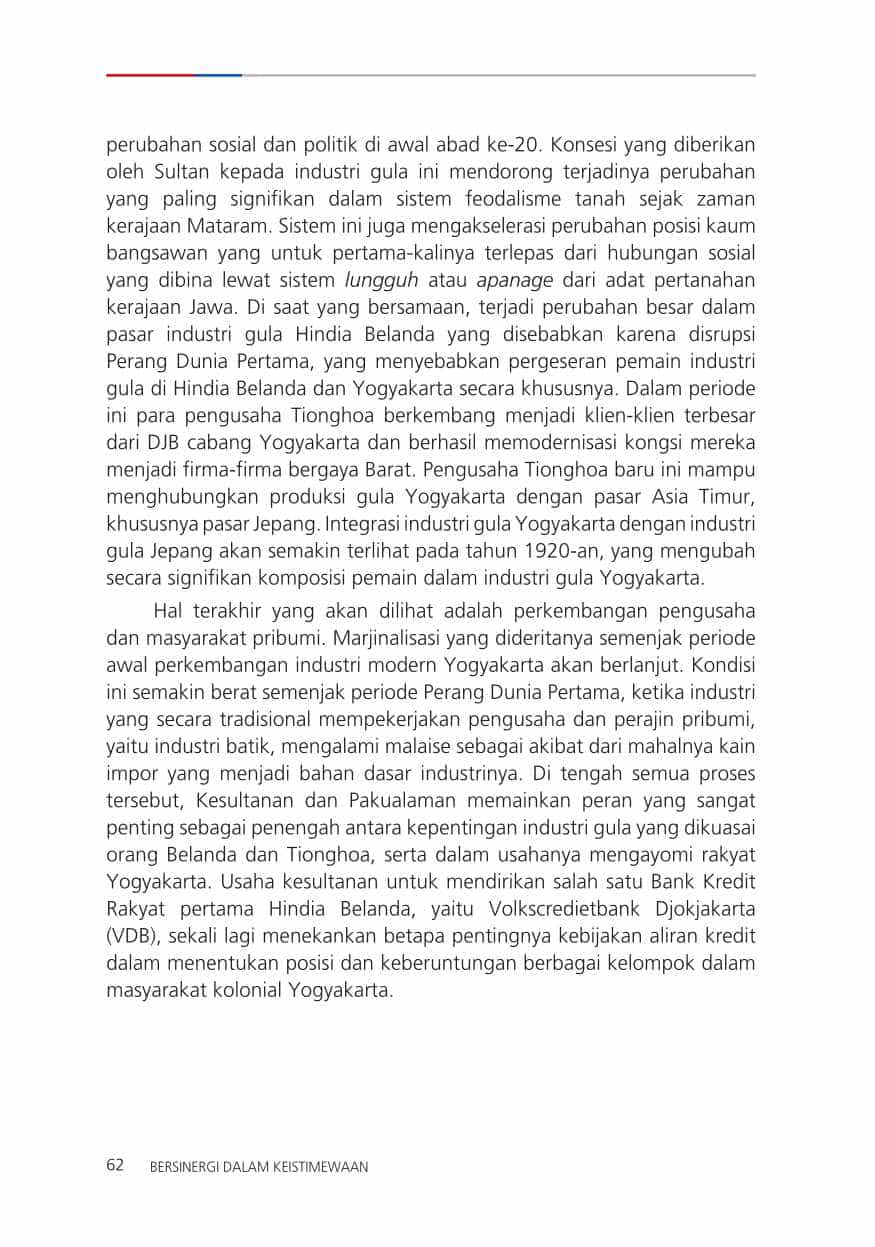 perubahan sosial dan politik di awal abad ke-20. Konsesi yang diberikan
oleh Sultan kepada industri gula ini mendorong terjadinya perubahan
yang paling signifikan dalam sistem feodalisme tanah sejak zaman
kerajaan Mataram. Sistem ini juga mengakselerasi perubahan posisi kaum
bangsawan yang untuk pertama-kalinya terlepas dari hubungan sosial
yang dibina lewat sistem lungguh atau apanage dari adat pertanahan
kerajaan Jawa. Di saat yang bersamaan, terjadi perubahan besar dalam
pasar industri gula Hindia Belanda yang disebabkan karena disrupsi
Perang Dunia Pertama, yang menyebabkan pergeseran pemain industri
gula di Hindia Belanda dan Yogyakarta secara khususnya. Dalam periode
ini para pengusaha Tionghoa berkembang menjadi klien-klien terbesar
dari DJB cabang Yogyakarta dan berhasil memodernisasi kongsi mereka
menjadi firma-firma bergaya Barat. Pengusaha Tionghoa baru ini mampu
menghubungkan produksi gula Yogyakarta dengan pasar Asia Timur,
khususnya pasar Jepang. Integrasi industri gula Yogyakarta dengan industri
gula Jepang akan semakin terlihat pada tahun 1920-an, yang mengubah
secara signifikan komposisi pemain dalam industri gula Yogyakarta.
Hal terakhir yang akan dilihat adalah perkembangan pengusaha
dan masyarakat pribumi. Marjinalisasi yang dideritanya semenjak periode
awal perkembangan industri modern Yogyakarta akan berlanjut. Kondisi
ini semakin berat semenjak periode Perang Dunia Pertama, ketika industri
yang secara tradisional mempekerjakan pengusaha dan perajin pribumi,
yaitu industri batik, mengalami malaise sebagai akibat dari mahalnya kain
impor yang menjadi bahan dasar industrinya. Di tengah semua proses
tersebut, Kesultanan dan Pakualaman memainkan peran yang sangat
penting sebagai penengah antara kepentingan industri gula yang dikuasai
orang Belanda dan Tionghoa, serta dalam usahanya mengayomi rakyat
Yogyakarta. Usaha kesultanan untuk mendirikan salah satu Bank Kredit
Rakyat pertama Hindia Belanda, yaitu Volkscredietbank Djokjakarta
(VDB), sekali lagi menekankan betapa pentingnya kebijakan aliran kredit
dalam menentukan posisi dan keberuntungan berbagai kelompok dalam
masyarakat kolonial Yogyakarta.
62 BERSINERGI DALAM KEISTIMEWAAN